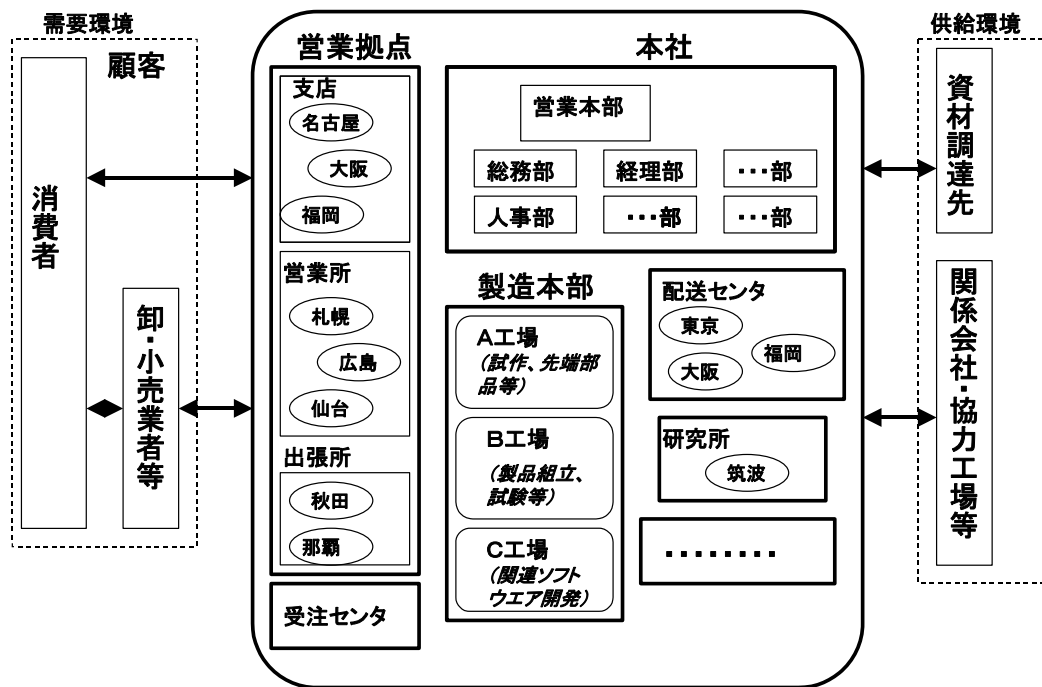 需要環境
顧客
消費者
卸・小売業者等
営業拠点
支店
名古屋
大阪
福岡
営業所
札幌
広島
仙台
出張所
秋田
那覇
受注センタ
本社
営業本部
総務部
経理部
・・・部
人事部
・・・部
・・・部
製造本部
A工場
(試作、先端部
品等)
B工場
(製品組立、
試験等)
C工場
(関連ソフト
ウエア開発)
配送センタ
東京
福岡
大阪
研究所
筑波
・・・・・・・・
供給環境
資材調達先
関係会社・協力工場等